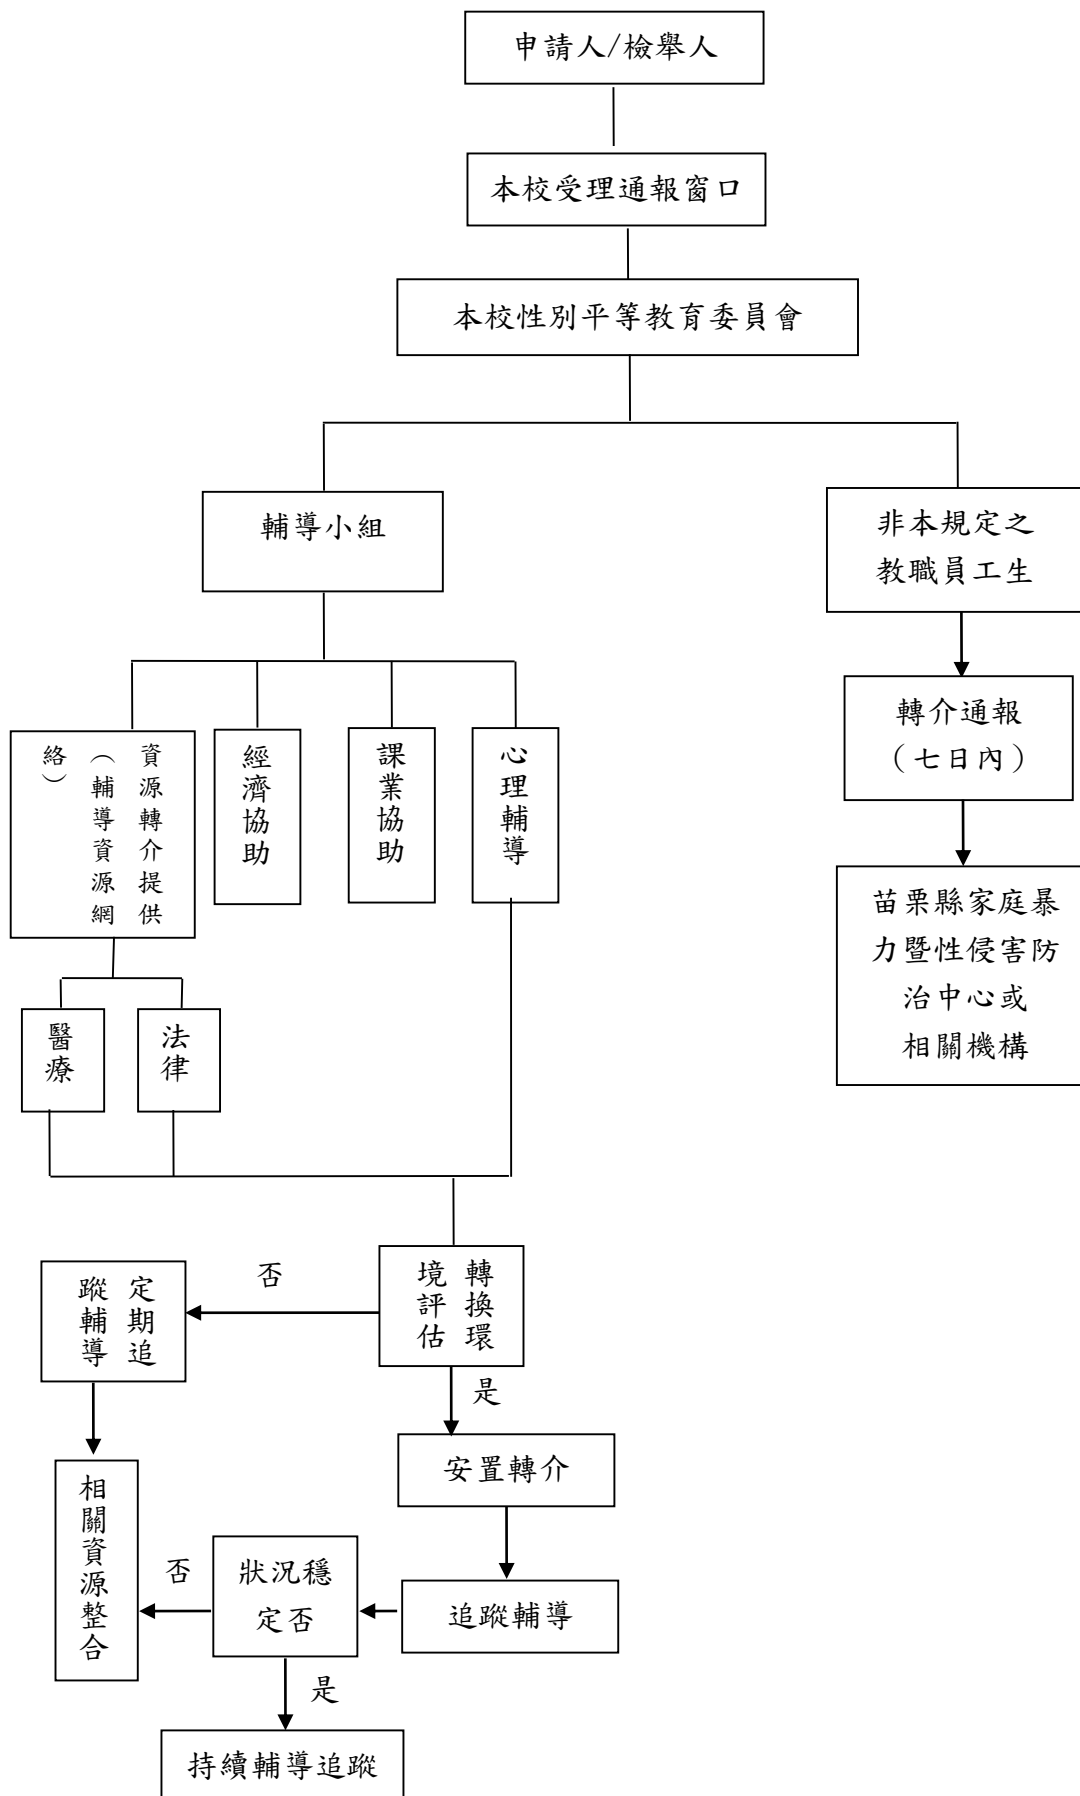 申請人/檢舉人
本校受理通報窗口
本校性別平等教育委員會
輔導小組
非本規定之
教職員工生
轉介通報
（七日內）
苗栗縣家庭暴
力暨性侵害防
治中心或
相關機構
資源轉介提供
（輔導資源網
絡）
經濟協助
課業協助
心理輔導
醫療
法律
轉換環
境評估
否
定期追
蹤輔導
是
安置轉介
追蹤輔導
狀況穩
定否
否
相關資源整合
是
持續輔導追蹤